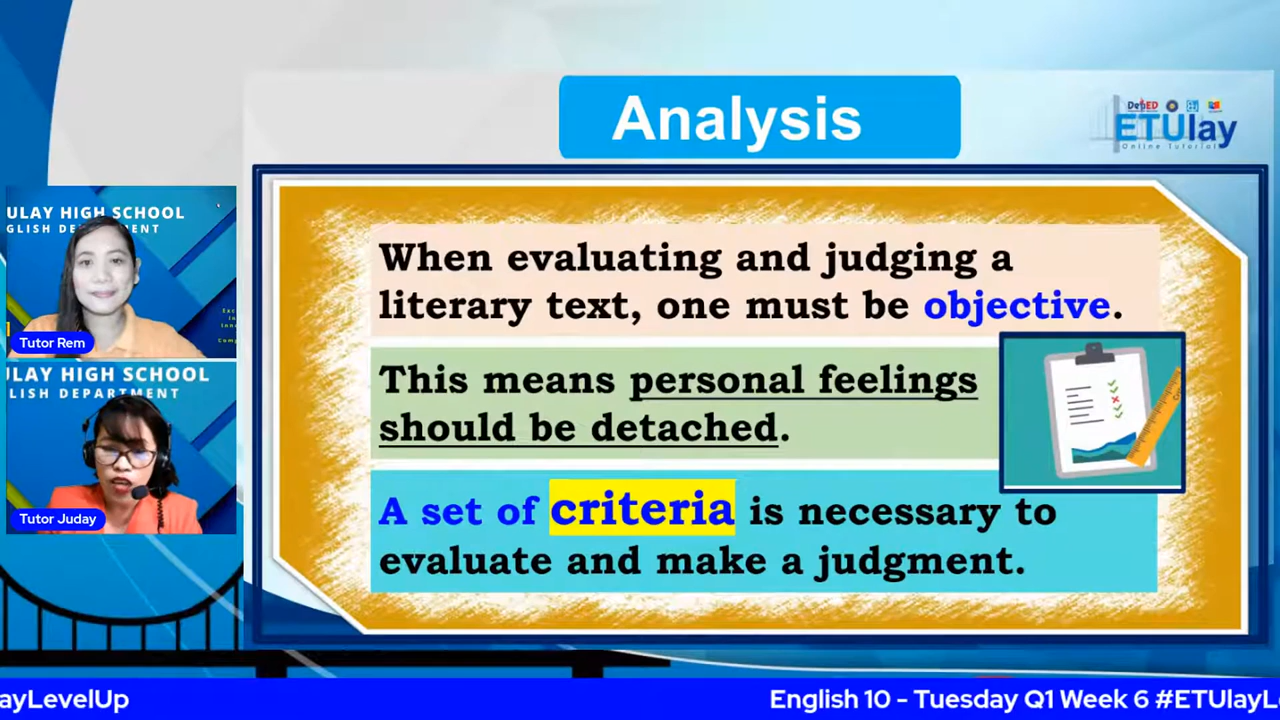 Analysis
DepED
ETUlay
Online Tutorial
ULAY HIGH SCHOOL
GLISH DEPARTMENT
Tutor Rem
ULAY HIGH SCHOOL
LISH DEPARTMENT
Tutor Juday
When evaluating and judging a
literary text, one must be objective.
This means personal feelings
should be detached.
A set of criteria is necessary to
evaluate and make a judgment.
ayLevelUp
English 10 - Tuesday Q1 Week 6 #ETUlayL